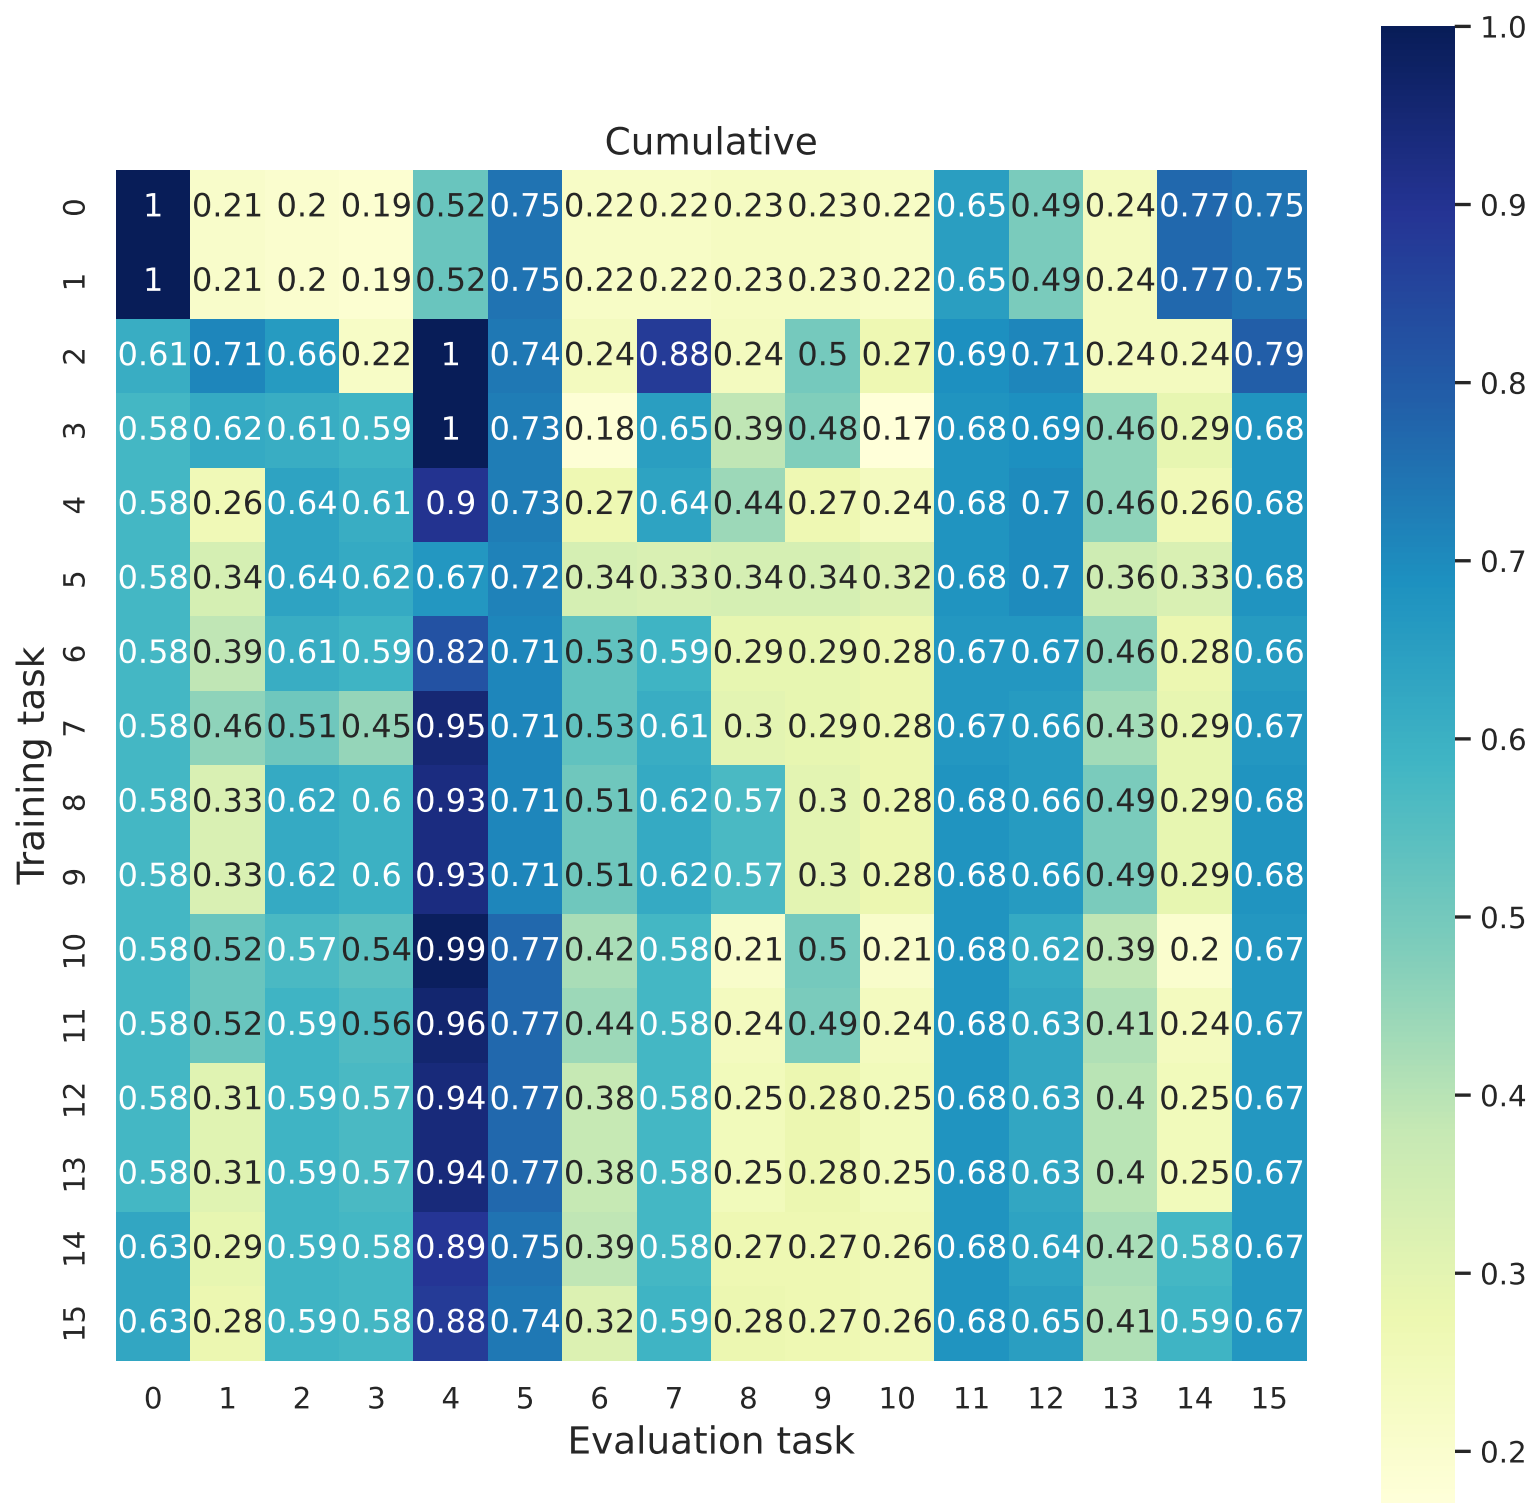 Cumulative
0 1 0.21 0.2 0.19 0.52 0.75 0.22 0.22 0.23 0.23 0.22 0.65 0.49 0.24 0.77 0.75
1 1 0.21 0.2 0.19 0.52 0.75 0.22 0.22 0.23 0.23 0.22 0.65 0.49 0.24 0.77 0.75
2 0.61 0.71 0.66 0.22 1 0.74 0.24 0.88 0.24 0.5 0.27 0.69 0.71 0.24 0.24 0.79
3 0.58 0.62 0.61 0.59 1 0.73 0.18 0.65 0.39 0.48 0.17 0.68 0.69 0.46 0.29 0.68
4 0.58 0.26 0.64 0.61 0.9 0.73 0.27 0.64 0.44 0.27 0.24 0.68 0.7 0.46 0.26 0.68
5 0.58 0.34 0.64 0.62 0.67 0.72 0.34 0.33 0.34 0.34 0.32 0.68 0.7 0.36 0.33 0.68
6 0.58 0.39 0.61 0.59 0.82 0.71 0.53 0.59 0.29 0.29 0.28 0.67 0.67 0.46 0.28 0.66
7 0.58 0.46 0.51 0.45 0.95 0.71 0.53 0.61 0.3 0.29 0.28 0.67 0.66 0.43 0.29 0.67
8 0.58 0.33 0.62 0.6 0.93 0.71 0.51 0.62 0.57 0.3 0.28 0.68 0.66 0.49 0.29 0.68
9 0.58 0.33 0.62 0.6 0.93 0.71 0.51 0.62 0.57 0.3 0.28 0.68 0.66 0.49 0.29 0.68
10 0.58 0.52 0.57 0.54 0.99 0.77 0.42 0.58 0.21 0.5 0.21 0.68 0.62 0.39 0.2 0.67
11 0.58 0.52 0.59 0.56 0.96 0.77 0.44 0.58 0.24 0.49 0.24 0.68 0.63 0.41 0.24 0.67
12 0.58 0.31 0.59 0.57 0.94 0.77 0.38 0.58 0.25 0.28 0.25 0.68 0.63 0.4 0.25 0.67
13 0.58 0.31 0.59 0.57 0.94 0.77 0.38 0.58 0.25 0.28 0.25 0.68 0.63 0.4 0.25 0.67
14 0.63 0.29 0.59 0.58 0.89 0.75 0.39 0.58 0.27 0.27 0.26 0.68 0.64 0.42 0.58 0.67
15 0.63 0.28 0.59 0.58 0.88 0.74 0.32 0.59 0.28 0.27 0.26 0.68 0.65 0.41 0.59 0.67
0 1 2 3 4 5 6 7 8 9 10 11 12 13 14 15
Evaluation task
Training task
1.0
0.9
0.8
0.7
0.6
0.5
0.4
0.3
0.2